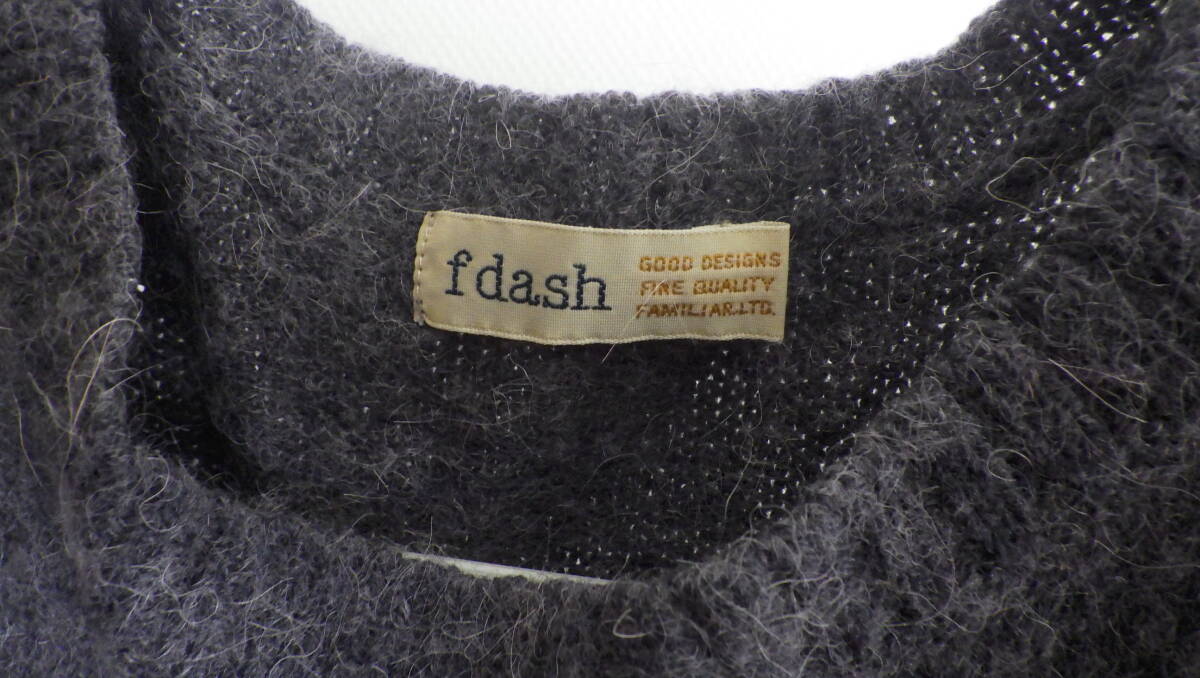 fdash
GOOD DESIGNS
FINE QUALITY
FAMILIAR.LTD.